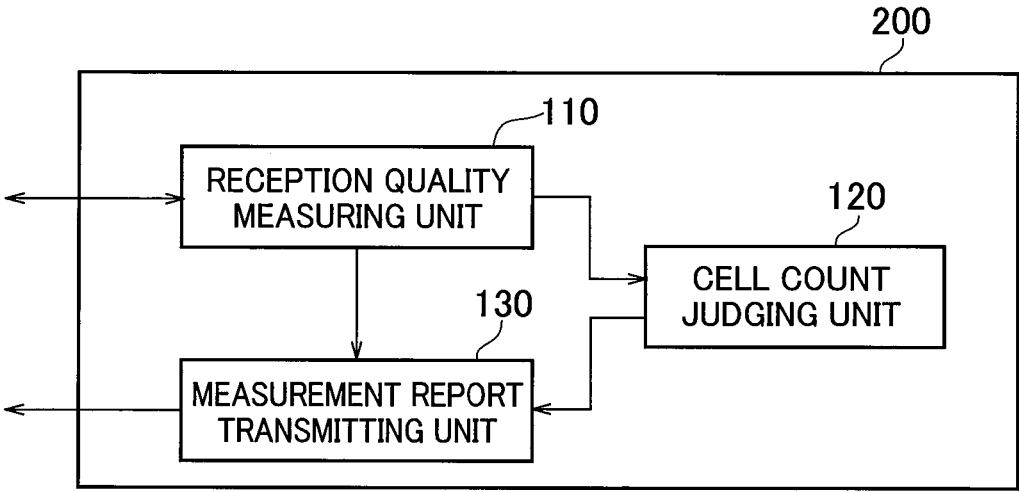 200
110
RECEPTION QUALITY
MEASURING UNIT
120
CELL COUNT
JUDGING UNIT
130
MEASUREMENT REPORT
TRANSMITTING UNIT